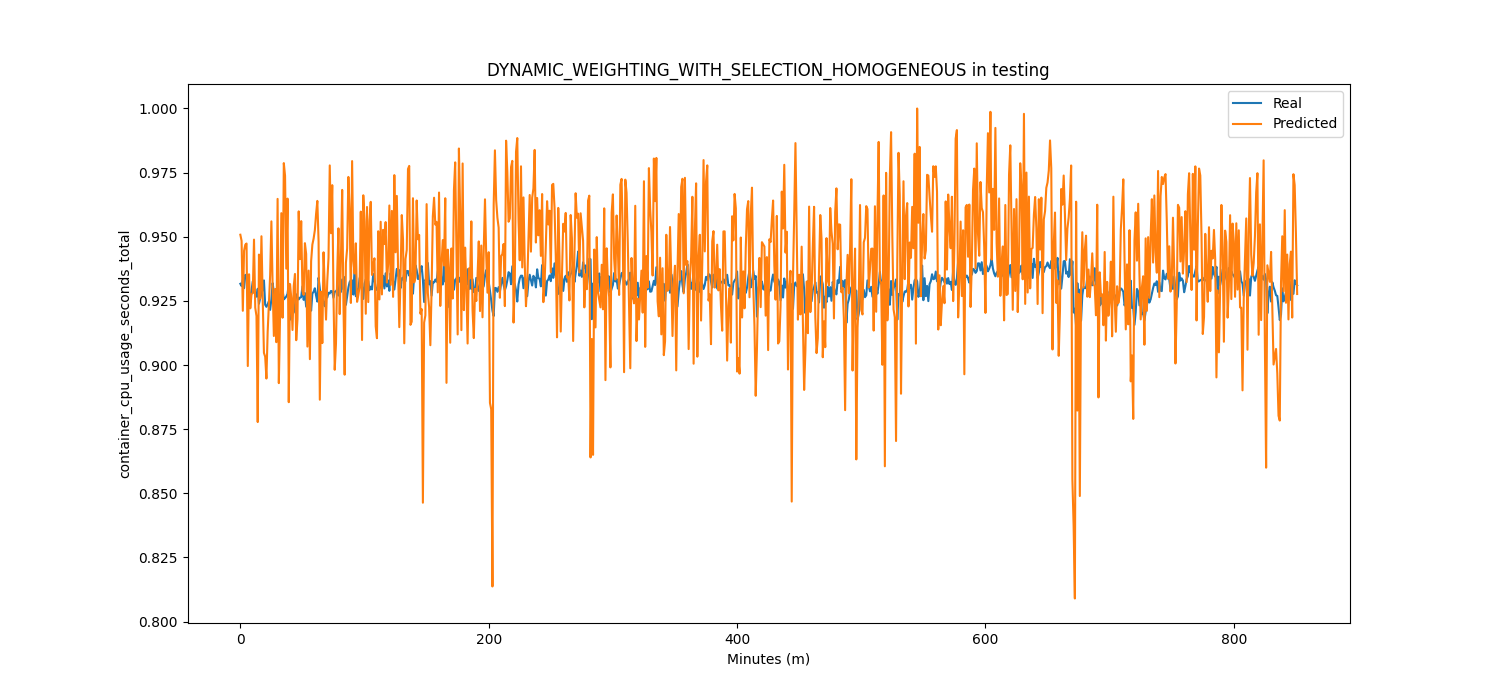 DYNAMIC_WEIGHTING_WITH_SELECTION_HOMOGENEOUS in testing
Real
Predicted
container_cpu_usage_seconds_total
1.000
0.975
0.950
0.925
0.900
0.875
0.850
0.825
0.800
0
200
400
600
800
Minutes (m)